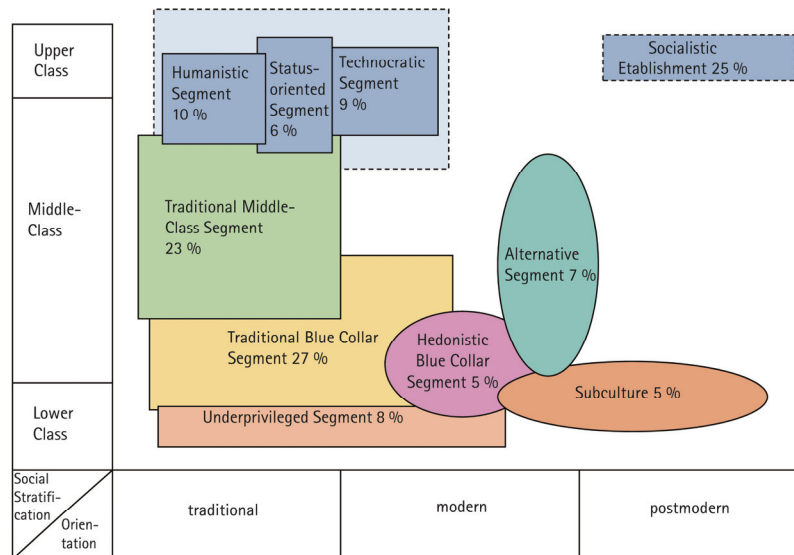 Upper
Class
Humanistic
Segment
10 %
Status-
oriented
Segment
6 %
Technocratic
Segment
9 %
Socialistic
Etablishment 25 %
Middle-
Class
Traditional Middle-
Class Segment
23 %
Alternative
Segment 7 %
Traditional Blue Collar
Segment 27 %
Hedonistic
Blue Collar
Segment 5 %
Subculture 5 %
Lower
Class
Underprivileged Segment 8 %
Social
Stratifi-
cation
Orien-
tation
traditional
modern
postmodern